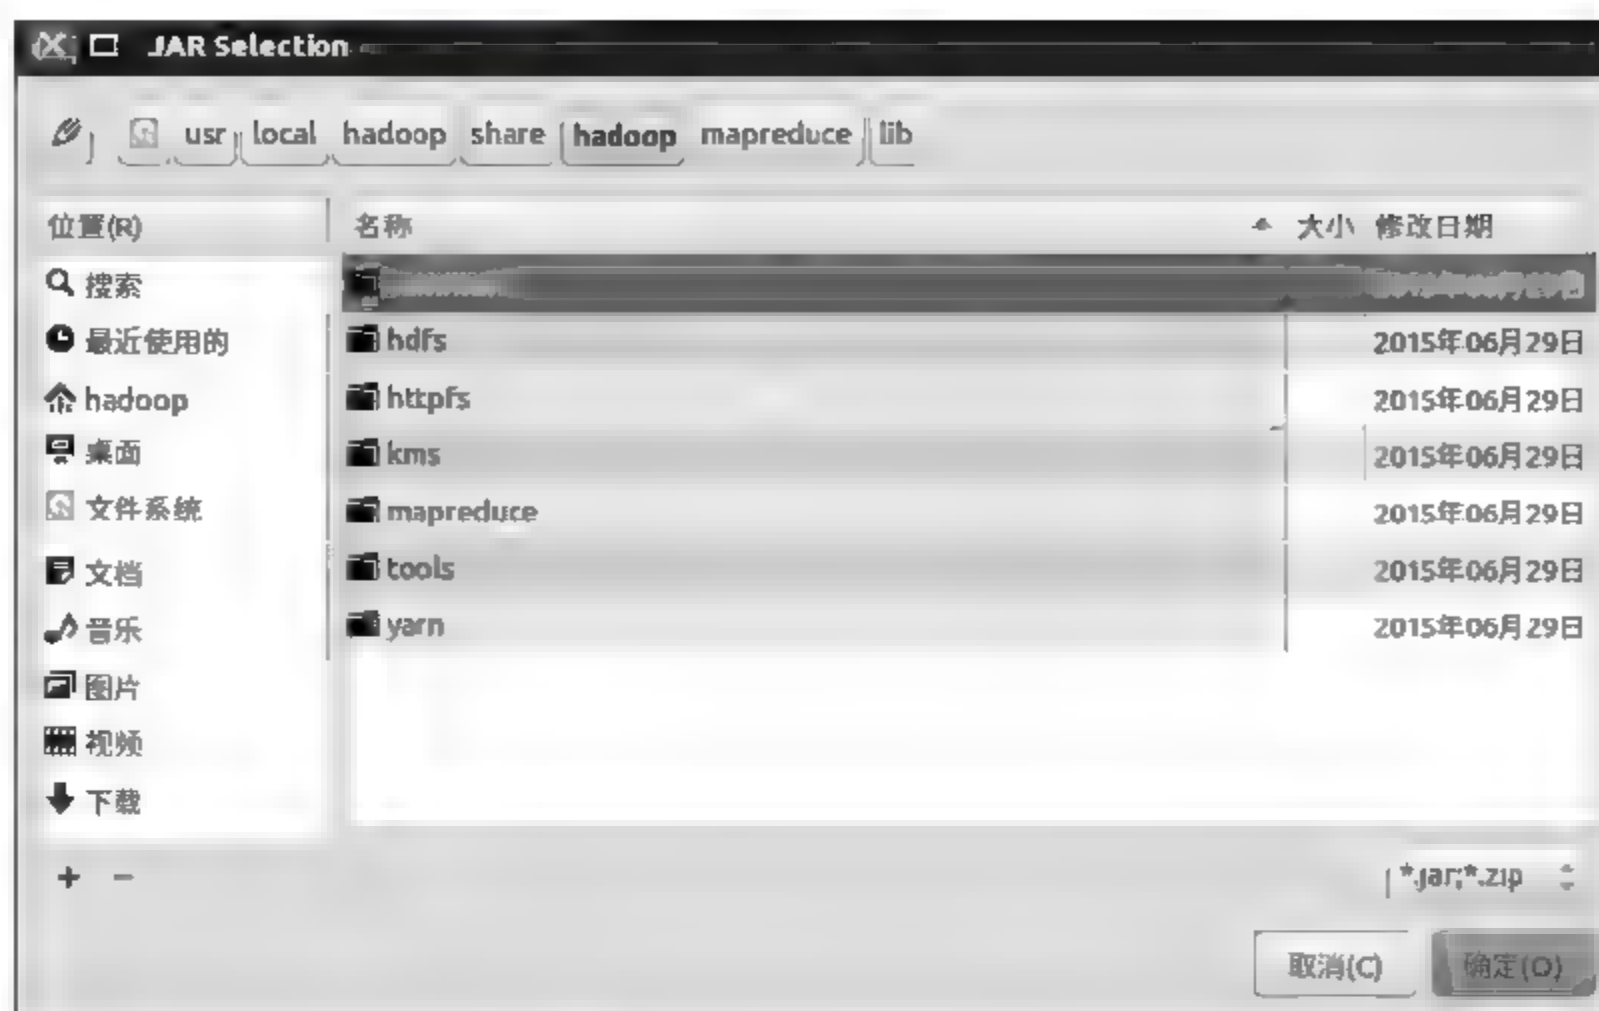 JAR Selection
usr local hadoop share hadoop mapreduce lib
位置(R) 名称 大小 修改日期
搜索
最近使用的 hdfs 2015年06月29日
hadoop httpfs 2015年06月29日
桌面 kms 2015年06月29日
文件系统 mapreduce 2015年06月29日
文档 tools 2015年06月29日
音乐 yarn 2015年06月29日
图片
视频
下载
+ −
*.jar;*.zip
取消(C) 确定(O)